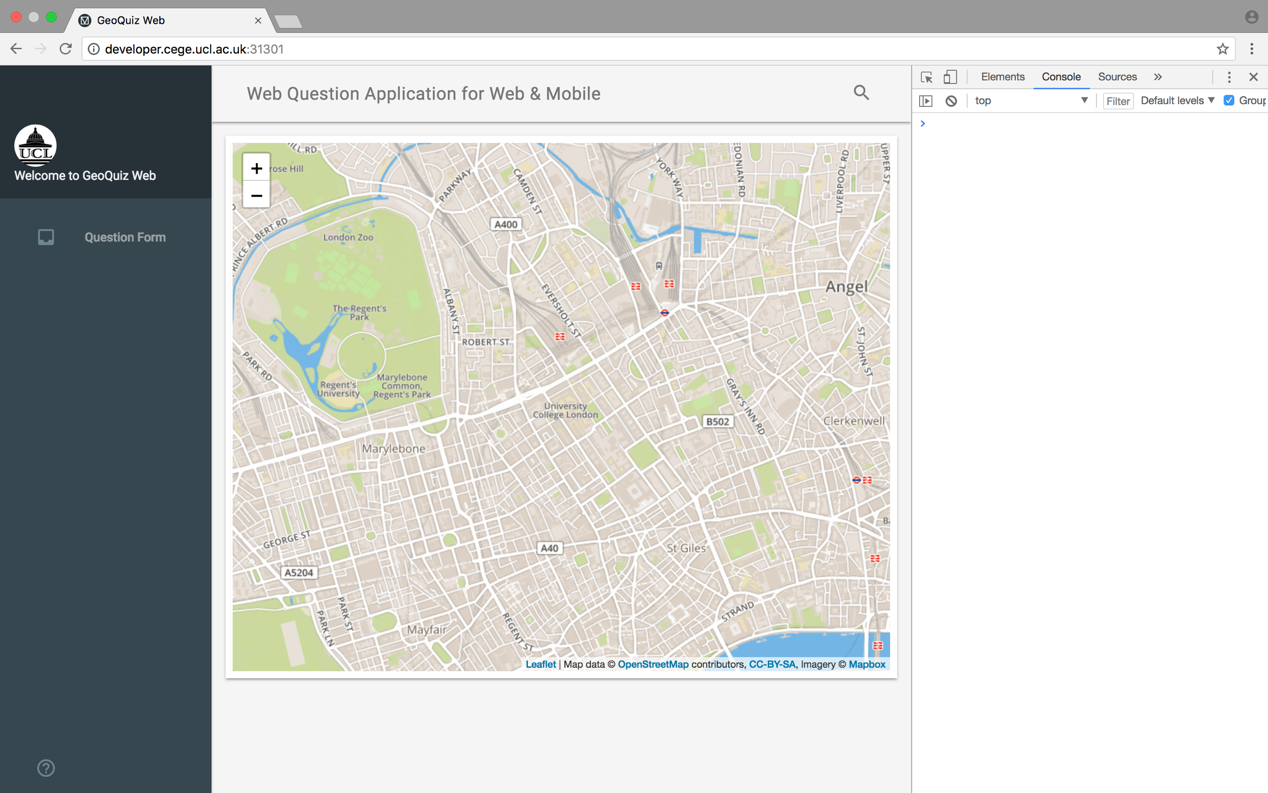 GeoQuiz Web
developer.cege.ucl.ac.uk:31301
UCL
Welcome to GeoQuiz Web
Question Form
Web Question Application for Web & Mobile
+
−
rose Hill
PARKWAY
CAMDEN ST
YORK WAY
EDONIAN RD
LIVERPOOL RD
UPPER ST
A400
RINCE ALBERT RD
London Zoo
Angel
The Regent's
Park
ALBANY ST
EVERSHOLT ST
ROBERT ST
ST JOHN ST
PARK RD
Regent's
University
Marylebone
Common,
Regent's Park
University
College London
GRAY'S INN RD
B502
Clerkenwell
Marylebone
GEORGE ST
A40
St Giles
A5204
PARK ST
PARK LN
Mayfair
REGENT ST
STRAND
Leaflet | Map data © OpenStreetMap contributors, CC-BY-SA, Imagery © Mapbox
Elements Console Sources »
top Filter Default levels Group